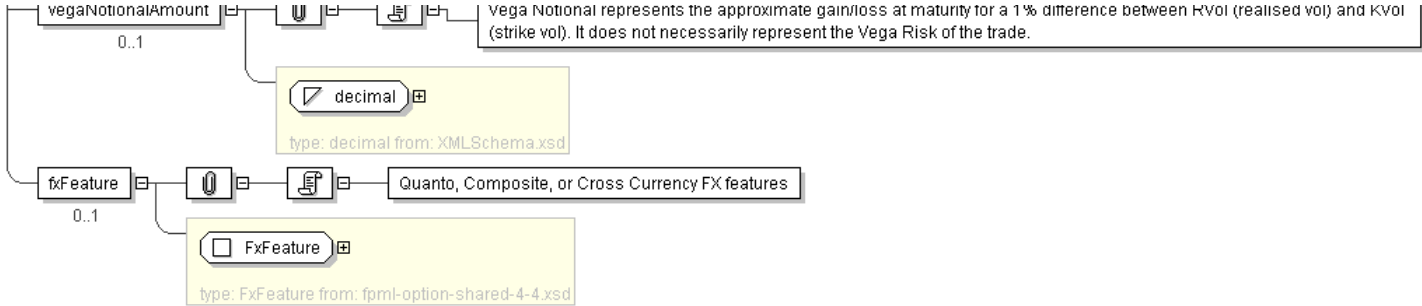 vegaNotionalAmount
Vega Notional represents the approximate gain/loss at maturity for a 1% difference between RVol (realised vol) and KVol
(strike vol). It does not necessarily represent the Vega Risk of the trade.
0..1
decimal
type: decimal from: XMLSchema.xsd
fxFeature
Quanto, Composite, or Cross Currency FX features
0..1
FxFeature
type: FxFeature from: fpml-option-shared-4-4.xsd